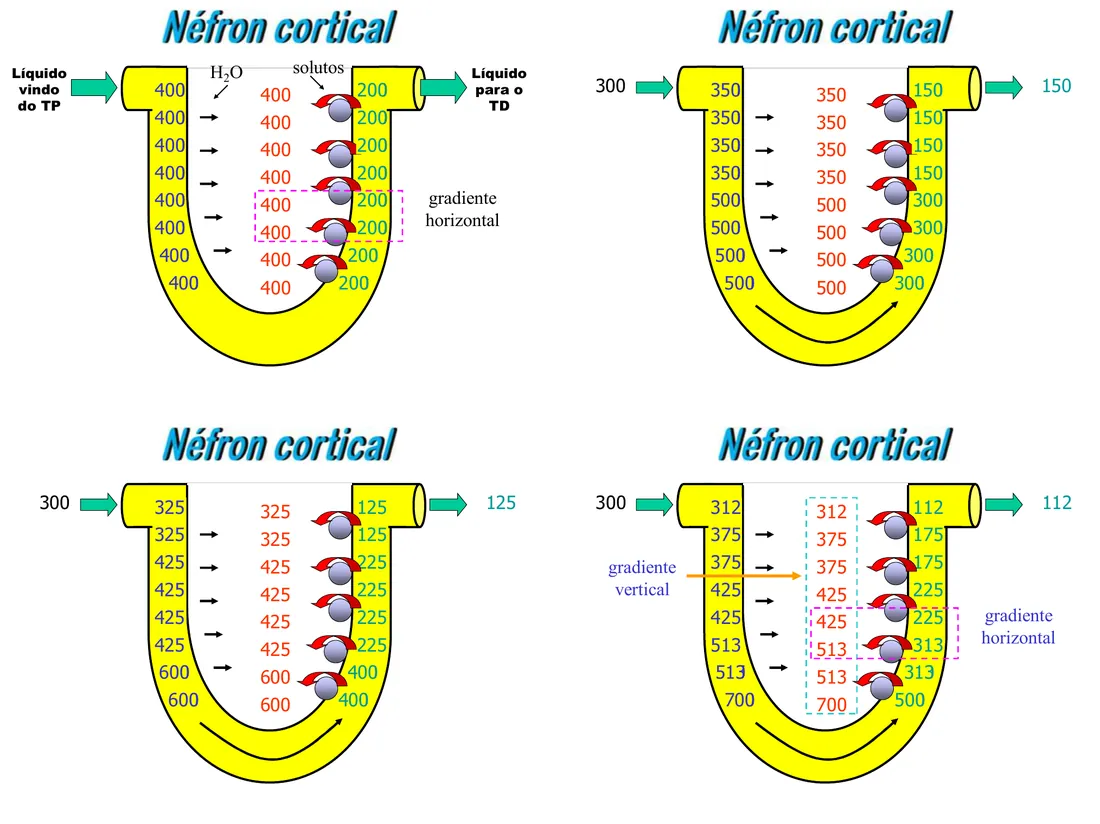 Néfron cortical
Líquido
vindo
do TP
H2O
solutos
Líquido
para o
TD
400 400 200
400 400 200
400 400 200
400 400 200
400 400 200
400 400 200
400 400 200
400 400 200
gradiente
horizontal
Néfron cortical
300
150
350 350 150
350 350 150
350 350 150
350 350 150
500 500 300
500 500 300
500 500 300
500 500 300
Néfron cortical
300
125
325 325 125
325 325 125
425 425 225
425 425 225
425 425 225
425 425 225
600 600 400
600 600 400
Néfron cortical
300
112
312 312 112
375 375 175
375 375 175
425 425 225
425 425 225
513 513 313
513 513 313
700 700 500
gradiente
vertical
gradiente
horizontal